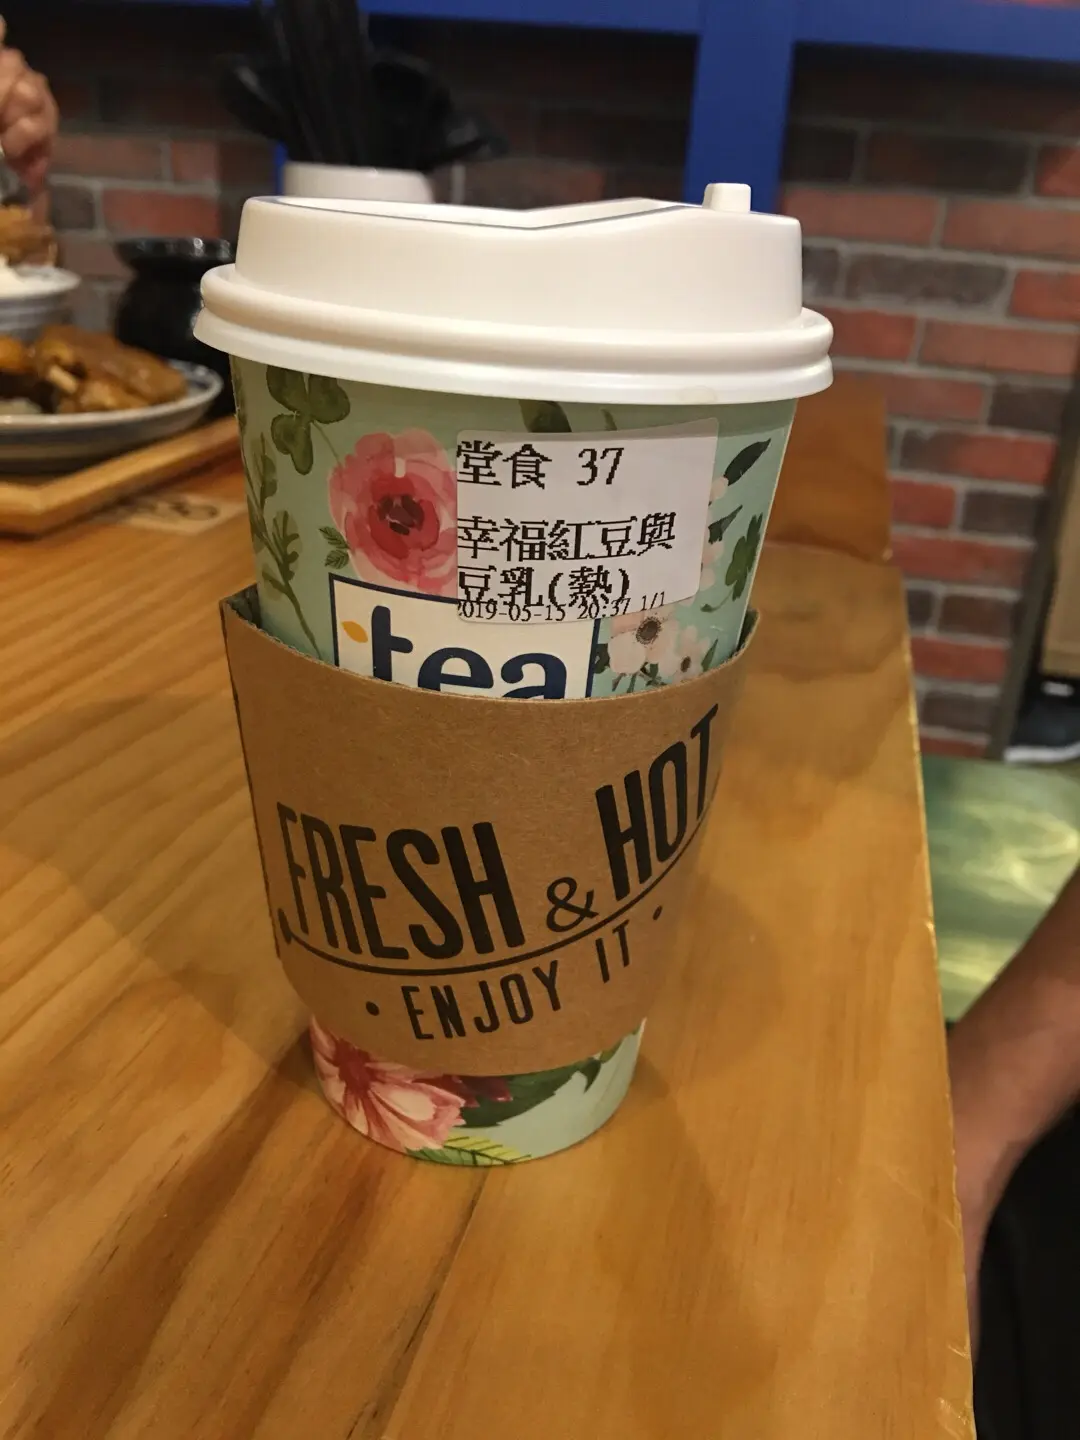 堂食 37
幸福紅豆與
豆乳(熱)
2019-05-15 20:37 1/1
tea
FRESH & HOT
• ENJOY IT •